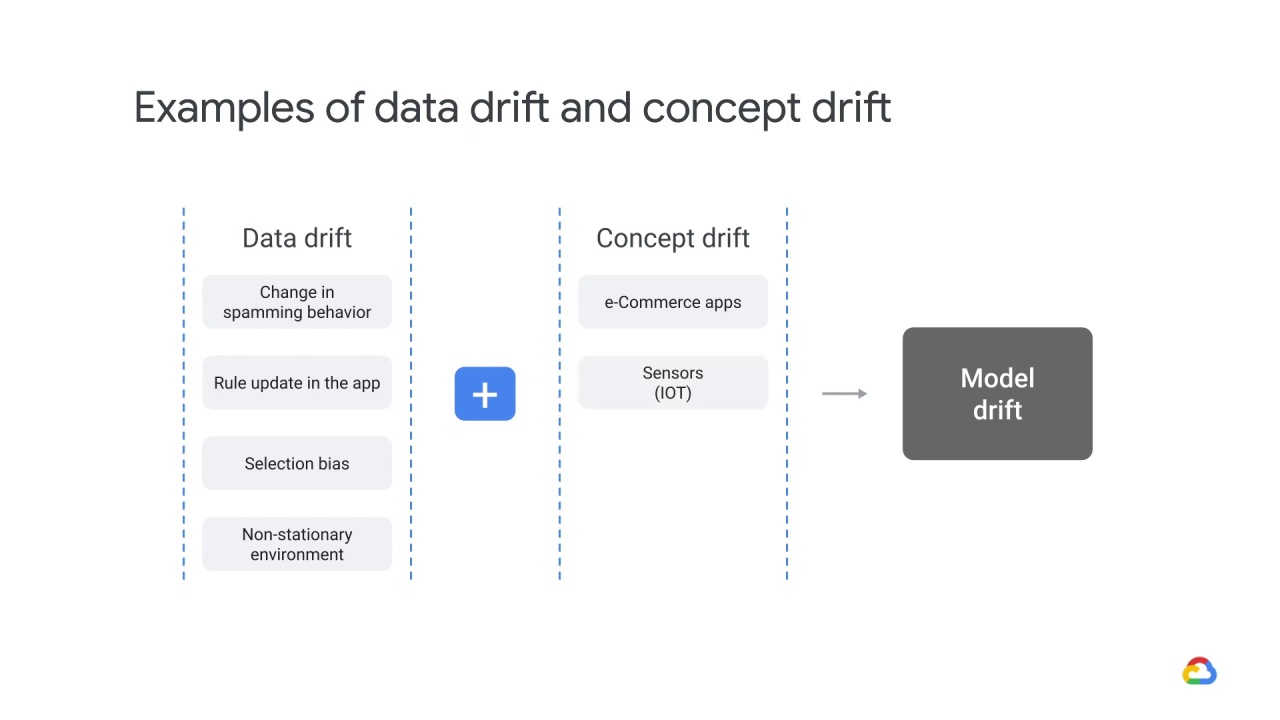 Examples of data drift and concept drift
Data drift
Change in
spamming behavior
Rule update in the app
Selection bias
Non-stationary
environment
+
Concept drift
e-Commerce apps
Sensors
(IOT)
Model
drift